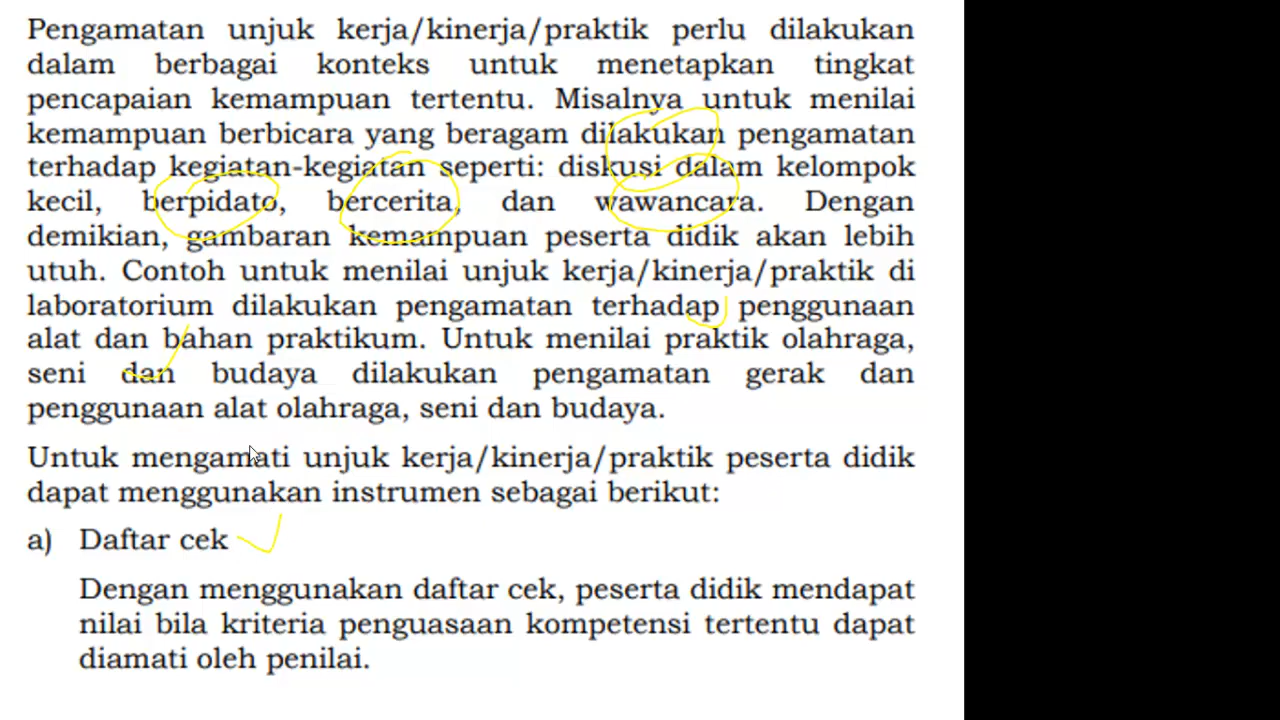 Pengamatan unjuk kerja/kinerja/praktik perlu dilakukan
dalam berbagai konteks untuk menetapkan tingkat
pencapaian kemampuan tertentu. Misalnya untuk menilai
kemampuan berbicara yang beragam dilakukan pengamatan
terhadap kegiatan-kegiatan seperti: diskusi dalam kelompok
kecil, berpidato, bercerita, dan wawancara. Dengan
demikian, gambaran kemampuan peserta didik akan lebih
utuh. Contoh untuk menilai unjuk kerja/kinerja/praktik di
laboratorium dilakukan pengamatan terhadap penggunaan
alat dan bahan praktikum. Untuk menilai praktik olahraga,
seni dan budaya dilakukan pengamatan gerak dan
penggunaan alat olahraga, seni dan budaya.
Untuk mengamati unjuk kerja/kinerja/praktik peserta didik
dapat menggunakan instrumen sebagai berikut:
a) Daftar cek
Dengan menggunakan daftar cek, peserta didik mendapat
nilai bila kriteria penguasaan kompetensi tertentu dapat
diamati oleh penilai.